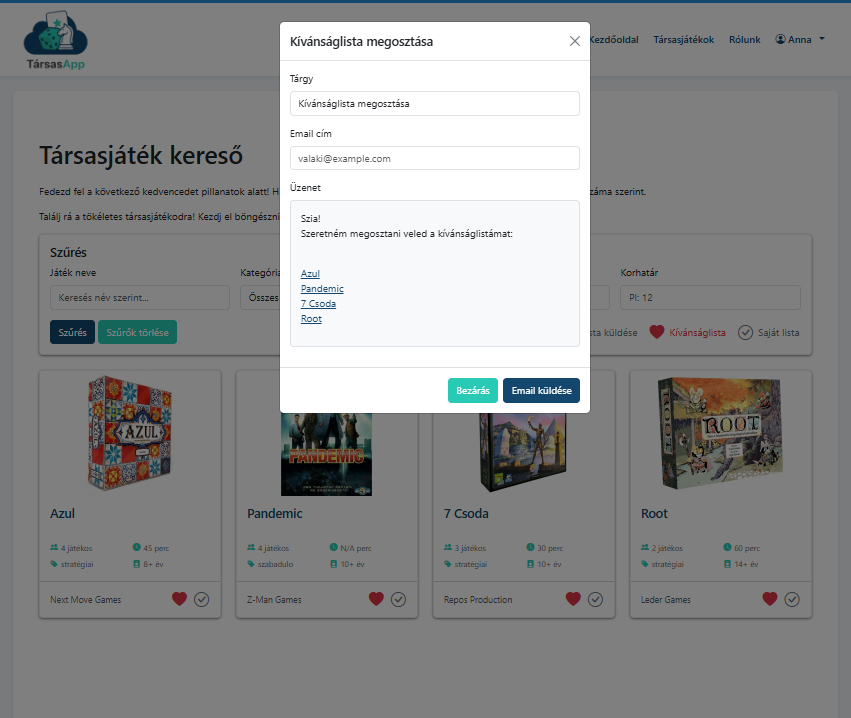 TársasApp
Kezdőoldal
Társasjátékok
Rólunk
Anna
Kívánságlista megosztása
Tárgy
Kívánságlista megosztása
Email cím
valaki@example.com
Üzenet
Szia!
Szeretném megosztani veled a kívánságlistámat:
Azul
Pandemic
7 Csoda
Root
Bezárás
Email küldése
Társasjáték kereső
Fedezd fel a következő kedvencedet pillanatok alatt! H
záma szerint.
Találj rá a tökéletes társasjátékodra! Kezdj el böngészni
Szűrés
Játék neve
Kategória
Korhatár
Keresés név szerint...
Összes
Pl: 12
Szűrés
Szűrők törlése
sta küldése
Kívánságlista
Saját lista
AZUL
PANDEMIC
ROOT
Azul
4 játékos
45 perc
stratégiai
8+ év
Next Move Games
Pandemic
4 játékos
N/A perc
szabadulo
10+ év
Z-Man Games
7 Csoda
3 játékos
30 perc
stratégiai
10+ év
Repos Production
Root
2 játékos
60 perc
stratégiai
14+ év
Leder Games